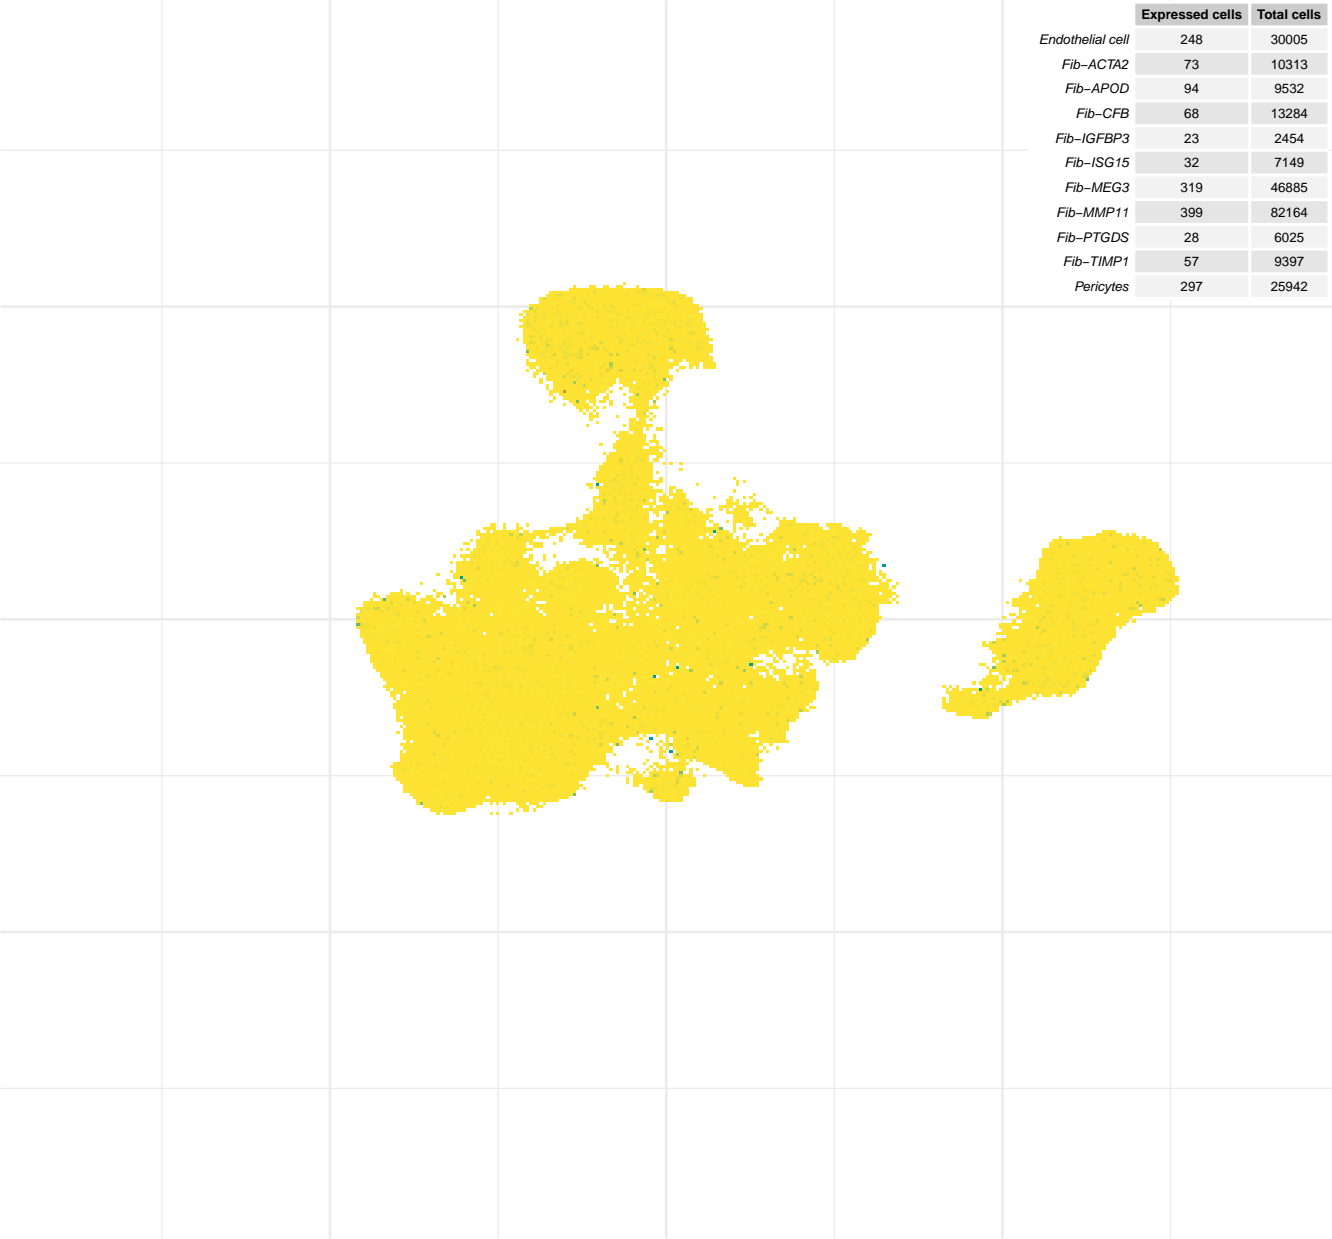 Expressed cells Total cells
Endothelial cell 248 30005
Fib−ACTA2 73 10313
Fib−APOD 94 9532
Fib−CFB 68 13284
Fib−IGFBP3 23 2454
Fib−ISG15 32 7149
Fib−MEG3 319 46885
Fib−MMP11 399 82164
Fib−PTGDS 28 6025
Fib−TIMP1 57 9397
Pericytes 297 25942